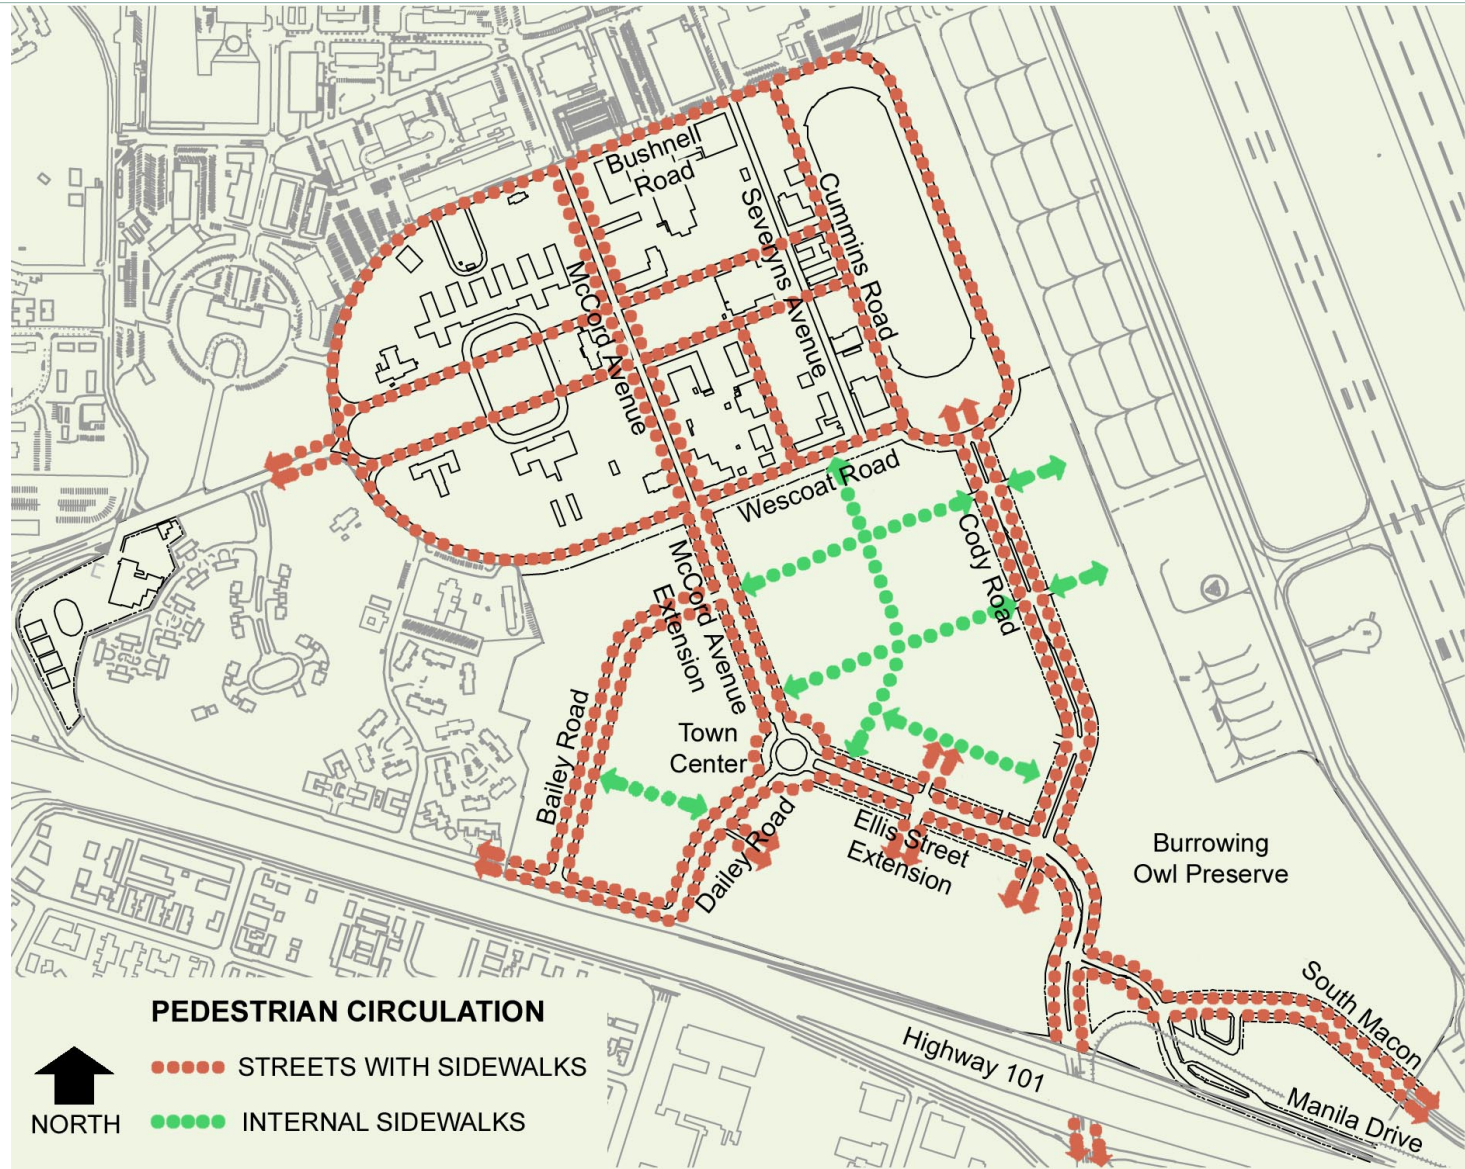 Bushnell
Road
Cummins Road
Severyns Avenue
McCord Avenue
Wescoat Road
Cody Road
McCord Avenue
Extension
Bailey Road
Town
Center
Dailey Road
Ellis Street
Extension
Burrowing
Owl Preserve
South Macon
Highway 101
Manila Drive
PEDESTRIAN CIRCULATION
STREETS WITH SIDEWALKS
NORTH
INTERNAL SIDEWALKS